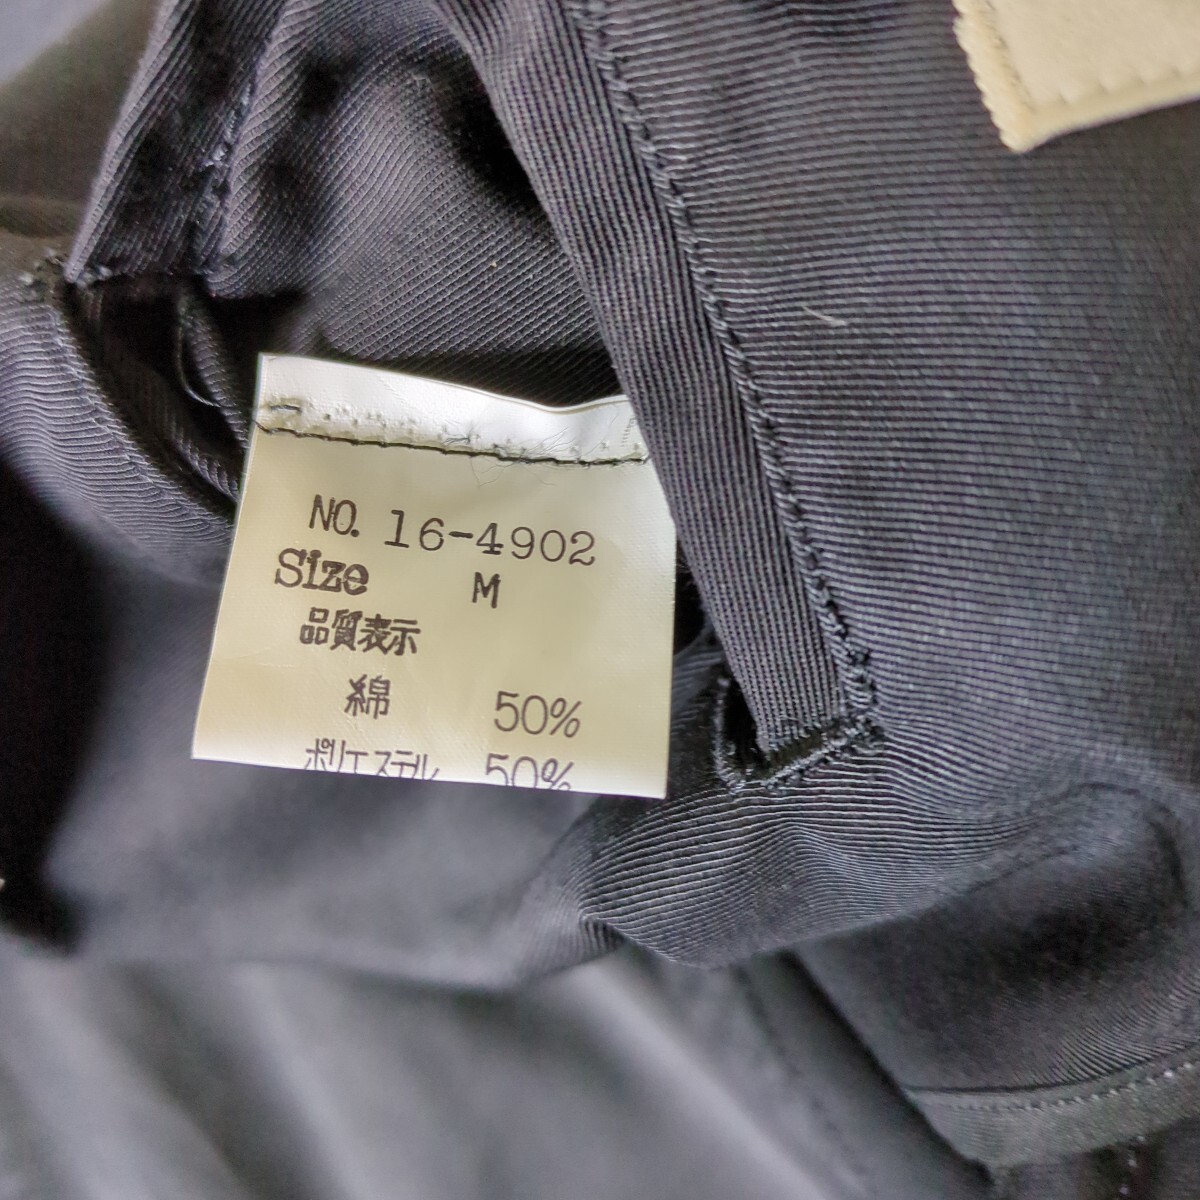 NO. 16-4902
Size M
品質表示
綿 50%
ポリエステル 50%